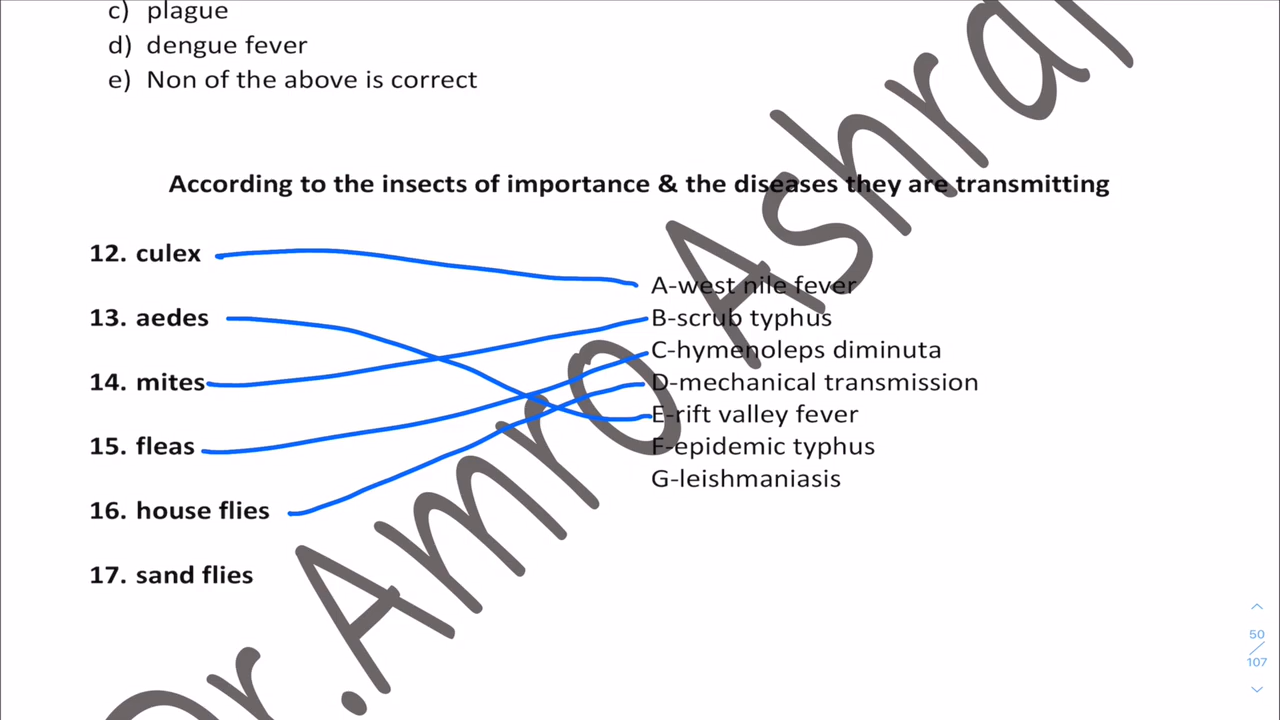 c) plague
d) dengue fever
e) Non of the above is correct
According to the insects of importance & the diseases they are transmitting
12. culex
A-west nile fever
13. aedes
B-scrub typhus
C-hymenoleps diminuta
14. mites
D-mechanical transmission
E-rift valley fever
15. fleas
F-epidemic typhus
G-leishmaniasis
16. house flies
17. sand flies
Dr.Amro Ashraf
50
107